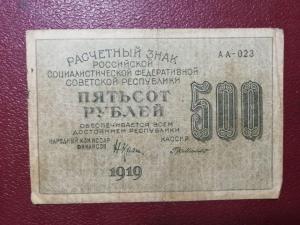 РАСЧЕТНЫЙ ЗНАК
РОССИЙСКОЙ
СОЦИАЛИСТИЧЕСКОЙ ФЕДЕРАТИВНОЙ
СОВЕТСКОЙ РЕСПУБЛИКИ
АА-023
ПЯТЬСОТ
РУБЛЕЙ
500
ОБЕСПЕЧИВАЕТСЯ ВСЕМ
ДОСТОЯНИЕМ РЕСПУБЛИКИ
НАРОДНЫЙ КОМИССАР
ФИНАНСОВ
КАССИР
1919